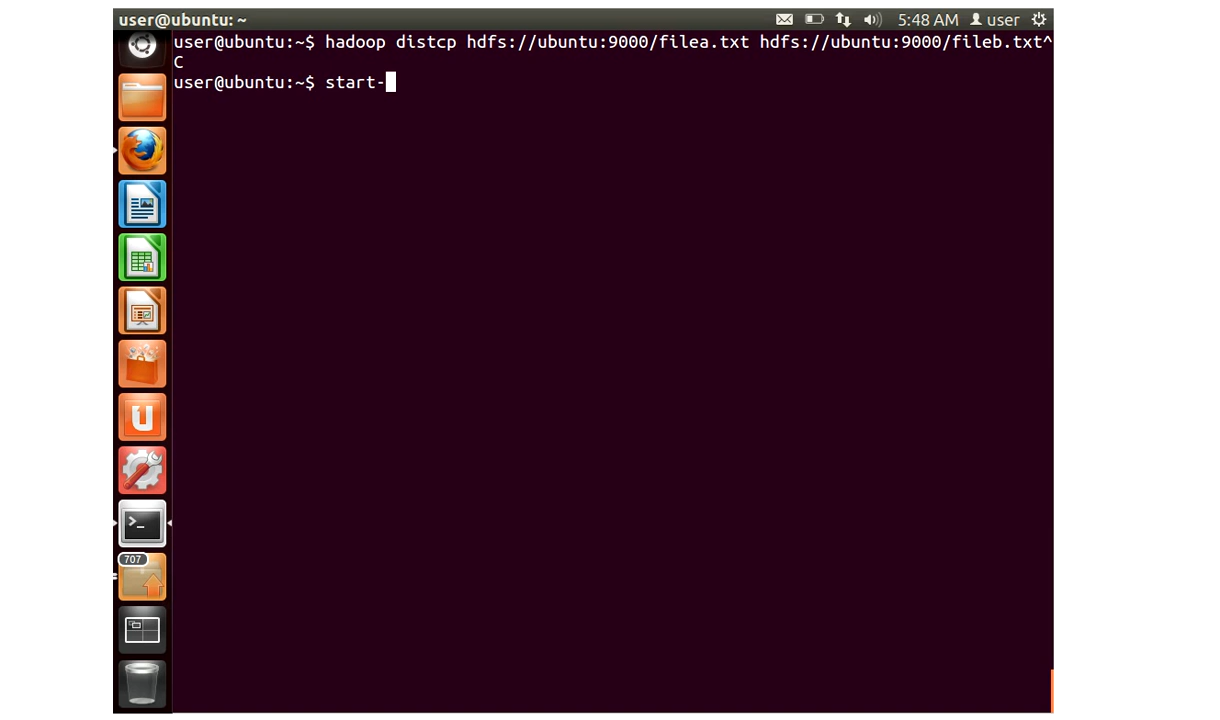 user@ubuntu: ~
5:48 AM user
user@ubuntu:~$ hadoop distcp hdfs://ubuntu:9000/filea.txt hdfs://ubuntu:9000/fileb.txt^
C
user@ubuntu:~$ start-
U
>_
707